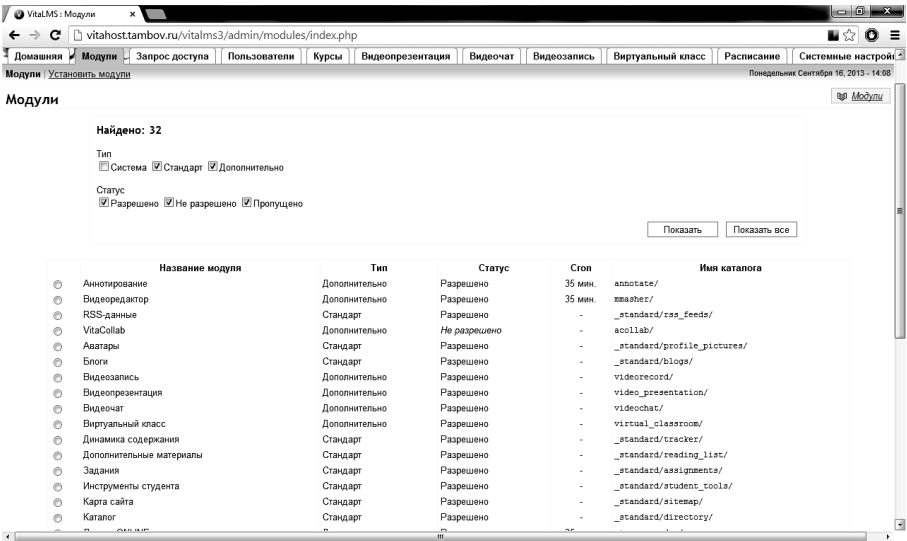 VitaLMS : Модули
vitahost.tambov.ru/vitalms3/admin/modules/index.php
Домашняя Модули Запрос доступа Пользователи Курсы Видеопрезентация Видеочат Видеозапись Виртуальный класс Расписание Системные настрой
Модули | Установить модули Понедельник Сентября 16, 2013 - 14:08
Модули Модули
Найдено: 32
Тип
Система Стандарт Дополнительно
Статус
Разрешено Не разрешено Пропущено
Показать Показать все
Название модуля Тип Статус Cron Имя каталога
Аннотирование Дополнительно Разрешено 35 мин. annotate/
Видеоредактор Дополнительно Разрешено 35 мин. mmasher/
RSS-данные Стандарт Разрешено - _standard/rss_feeds/
VitaCollab Дополнительно Не разрешено - acollab/
Аватары Стандарт Разрешено - _standard/profile_pictures/
Блоги Стандарт Разрешено - _standard/blogs/
Видеозапись Дополнительно Разрешено - videorecord/
Видеопрезентация Дополнительно Разрешено - video_presentation/
Видеочат Дополнительно Разрешено - videochat/
Виртуальный класс Дополнительно Разрешено - virtual_classroom/
Динамика содержания Стандарт Разрешено - _standard/tracker/
Дополнительные материалы Стандарт Разрешено - _standard/reading_list/
Задания Стандарт Разрешено - _standard/assignments/
Инструменты студента Стандарт Разрешено - _standard/student_tools/
Карта сайта Стандарт Разрешено - _standard/sitemap/
Каталог Стандарт Разрешено - _standard/directory/